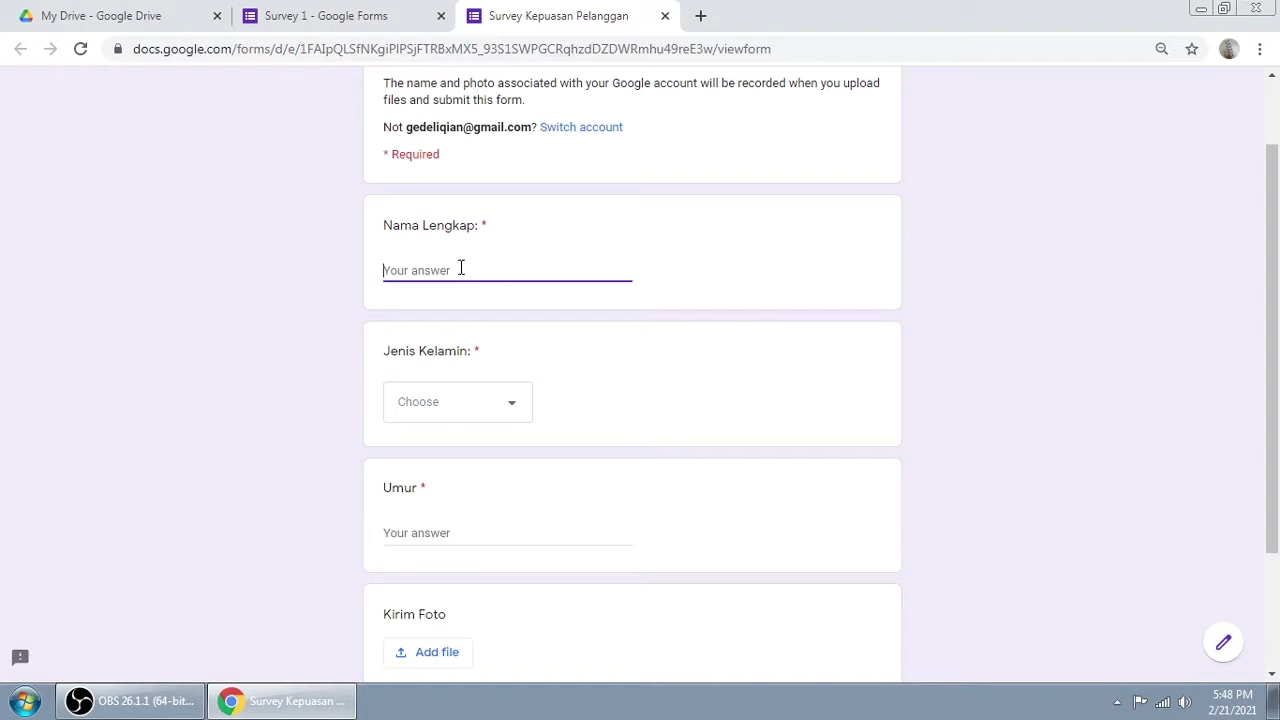 My Drive - Google Drive
Survey 1 - Google Forms
Survey Kepuasan Pelanggan
docs.google.com/forms/d/e/1FAIpQLSfNKgiPlPSjFTRBxMX5_93S1SWPGCRqhzdDZDWRmhu49reE3w/viewform
The name and photo associated with your Google account will be recorded when you upload
files and submit this form.
Not gedeliqian@gmail.com? Switch account
* Required
Nama Lengkap: *
Your answer
Jenis Kelamin: *
Choose
Umur *
Your answer
Kirim Foto
Add file
OBS 26.1.1 (64-bit...
Survey Kepuasan ...
5:48 PM
2/21/2021